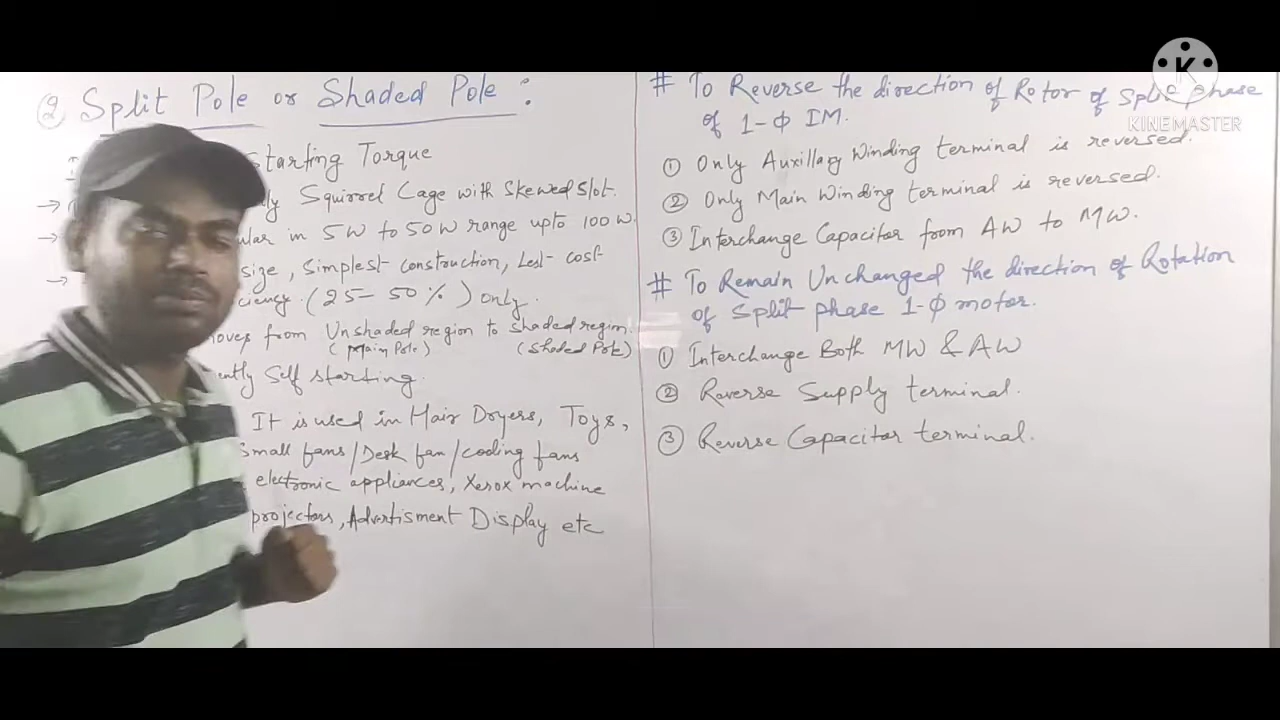 ② Split Pole or Shaded Pole :
Starting Torque
Squirrel Cage with Skewed Slot.
in 5W to 50W range upto 100W.
size, Simplest construction, Lest-cost
(25-50%) only.
from Unshaded region to shaded region.
(Main Pole) (Shaded Pole)
Self starting.
It is used in Hair Dryers, Toys,
Small fans/Desk fan/cooling fans
electronic appliances, Xerox machine
projectors, Advertisment Display etc
# To Reverse the direction of Rotor of Split phase
of 1-Φ IM.
① Only Auxillary Winding terminal is reversed.
② Only Main Winding terminal is reversed.
③ Interchange Capacitor from AW to MW.
# To Remain Unchanged the direction of Rotation
of Split phase 1-Φ motor.
① Interchange Both MW & AW
② Reverse Supply terminal.
③ Reverse Capacitor terminal.
K
KINEMASTER